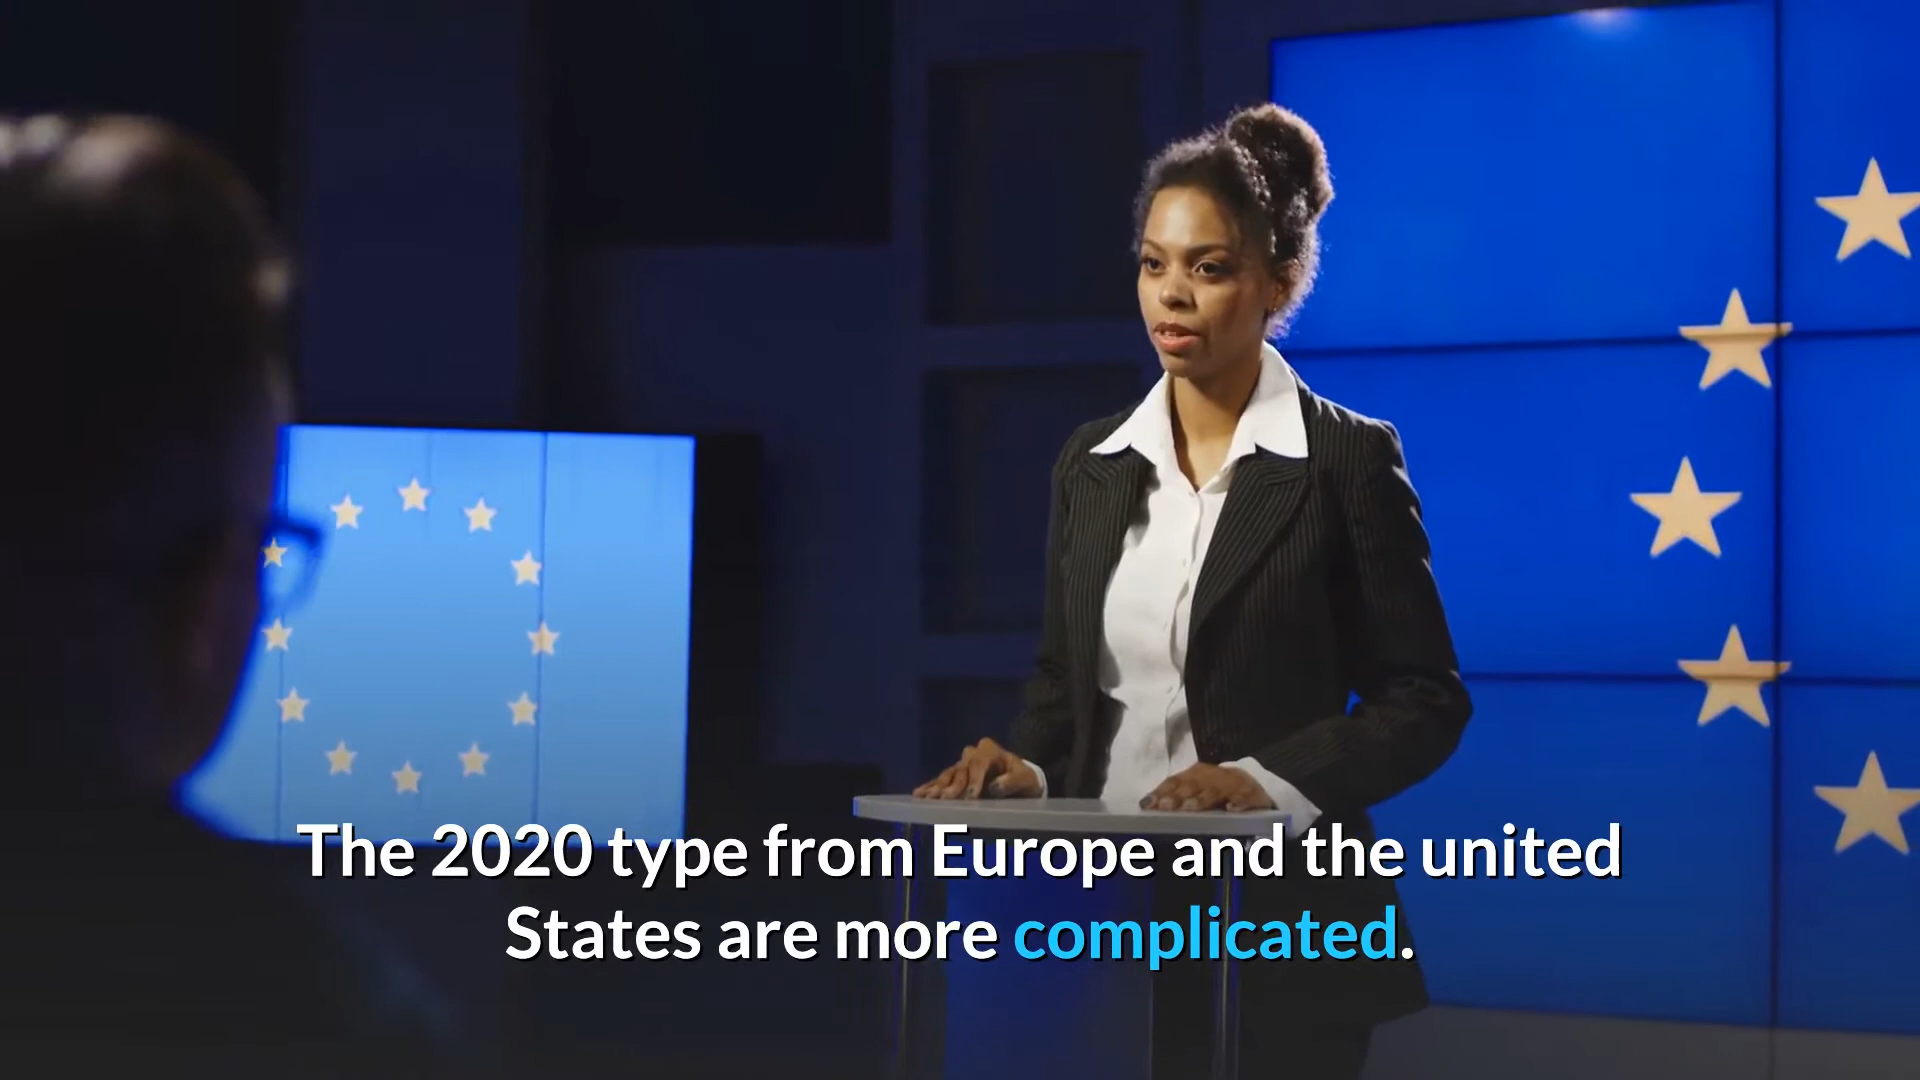 The 2020 type from Europe and the united
States are more complicated.